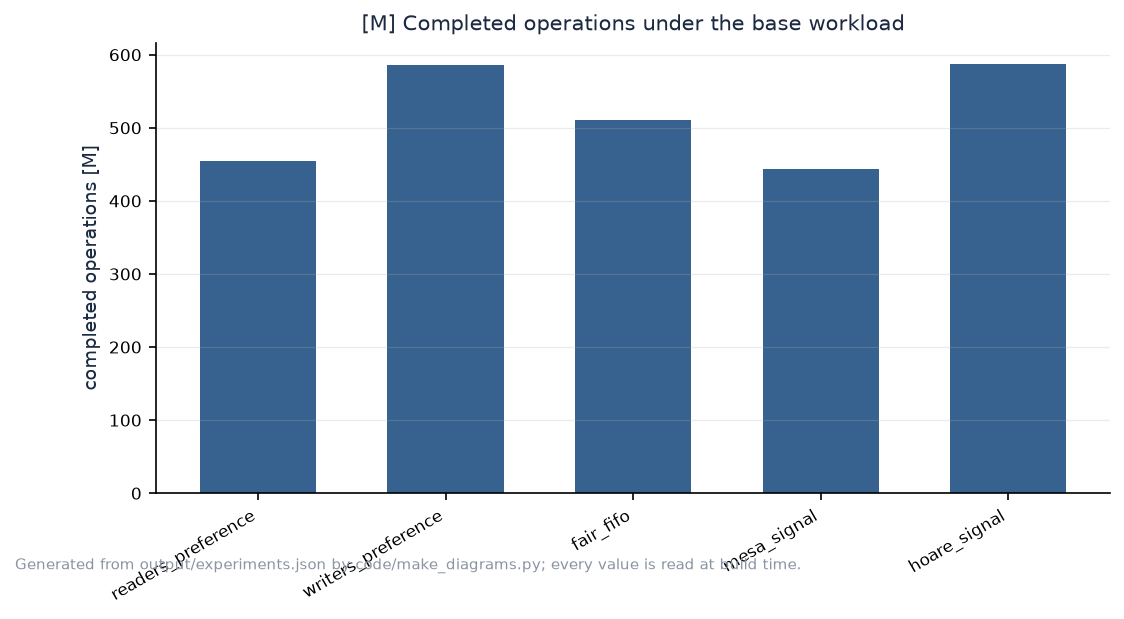 [M] Completed operations under the base workload
completed operations [M]
600
500
400
300
200
100
0
readers_preference
writers_preference
fair_fifo
mesa_signal
hoare_signal
Generated from output/experiments.json by code/make_diagrams.py; every value is read at build time.